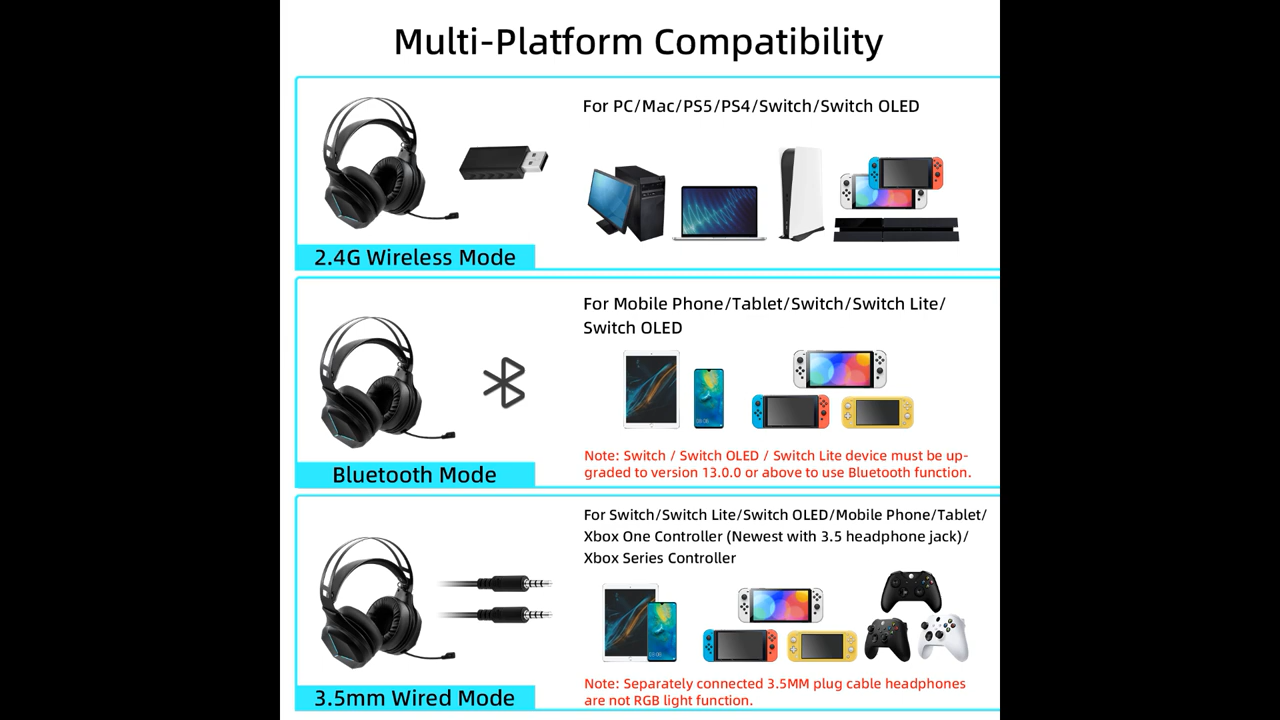 Multi-Platform Compatibility
For PC/Mac/PS5/PS4/Switch/Switch OLED
2.4G Wireless Mode
For Mobile Phone/Tablet/Switch/Switch Lite/
Switch OLED
Note: Switch / Switch OLED / Switch Lite device must be up-
graded to version 13.0.0 or above to use Bluetooth function.
Bluetooth Mode
For Switch/Switch Lite/Switch OLED/Mobile Phone/Tablet/
Xbox One Controller (Newest with 3.5 headphone jack)/
Xbox Series Controller
Note: Separately connected 3.5MM plug cable headphones
are not RGB light function.
3.5mm Wired Mode